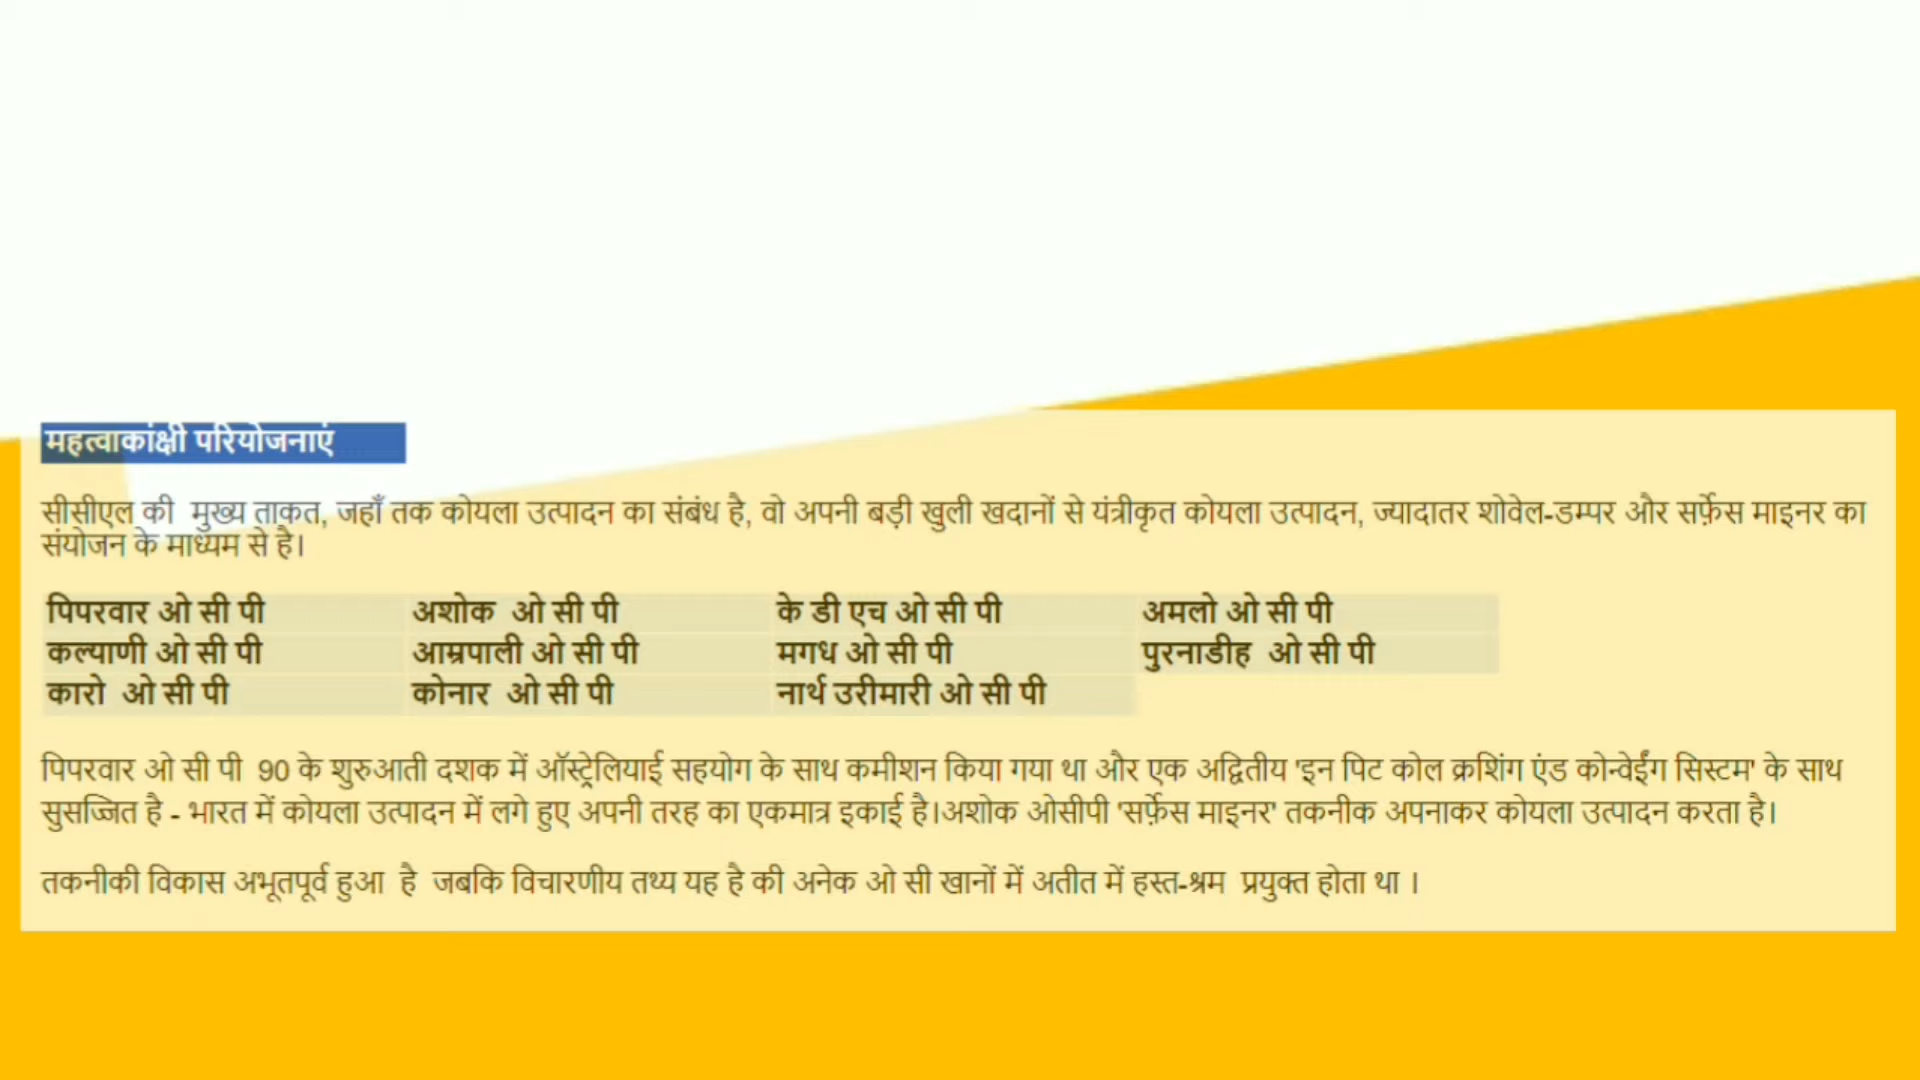 महत्वाकांक्षी परियोजनाएं
सीसीएल की मुख्य ताकत, जहाँ तक कोयला उत्पादन का संबंध है, वो अपनी बड़ी खुली खदानों से यंत्रीकृत कोयला उत्पादन, ज्यादातर शोवेल-डम्पर और सर्फ़ेस माइनर का
संयोजन के माध्यम से है।
पिपरवार ओ सी पी अशोक ओ सी पी के डी एच ओ सी पी अमलो ओ सी पी
कल्याणी ओ सी पी आम्रपाली ओ सी पी मगध ओ सी पी पुरनाडीह ओ सी पी
कारो ओ सी पी कोनार ओ सी पी नार्थ उरीमारी ओ सी पी
पिपरवार ओ सी पी 90 के शुरुआती दशक में ऑस्ट्रेलियाई सहयोग के साथ कमीशन किया गया था और एक अद्वितीय 'इन पिट कोल क्रशिंग एंड कोन्वेईंग सिस्टम' के साथ
सुसज्जित है - भारत में कोयला उत्पादन में लगे हुए अपनी तरह का एकमात्र इकाई है।अशोक ओसीपी 'सर्फ़ेस माइनर' तकनीक अपनाकर कोयला उत्पादन करता है।
तकनीकी विकास अभूतपूर्व हुआ है जबकि विचारणीय तथ्य यह है की अनेक ओ सी खानों में अतीत में हस्त-श्रम प्रयुक्त होता था ।